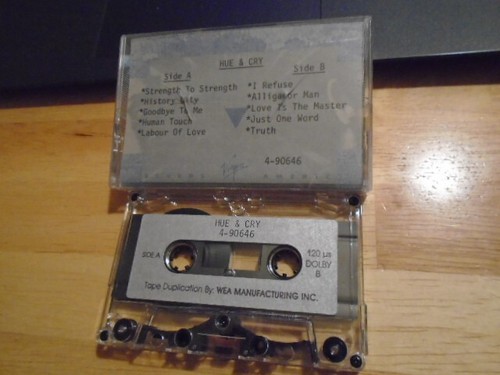 HUE & CRY
Side A
*Strength To Strength
*History City
*Goodbye To Me
*Human Touch
*Labour Of Love
Side B
*I Refuse
*Alligator Man
*Love Is The Master
*Just One Word
*Truth
4-90646
HUE & CRY
4-90646
SIDE A
120 µs
DOLBY
B
Tape Duplication By: WEA MANUFACTURING INC.